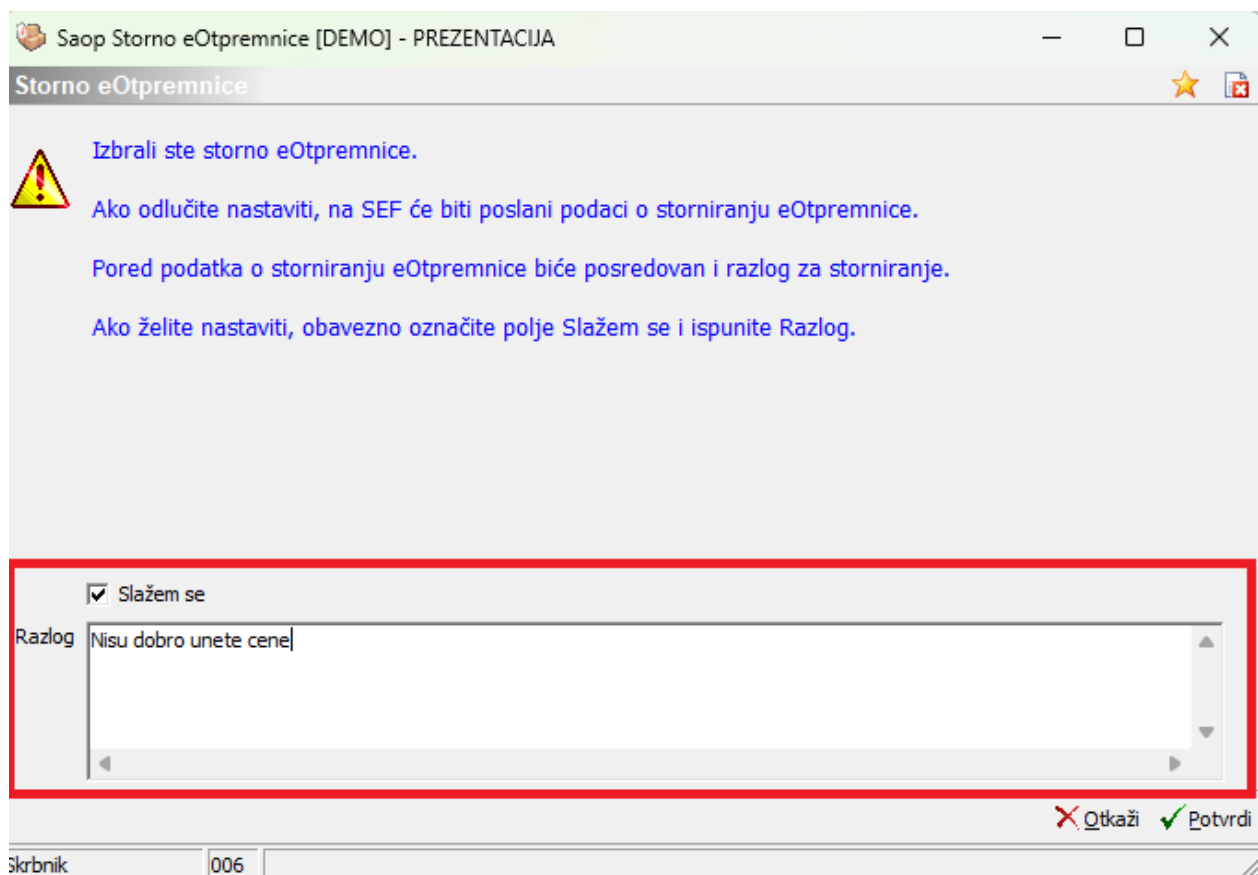 Saop Storno eOtpremnice [DEMO] - PREZENTACIJA
Storno eOtpremnice
Izbrali ste storno eOtpremnice.
Ako odlučite nastaviti, na SEF će biti poslani podaci o storniranju eOtpremnice.
Pored podatka o storniranju eOtpremnice biće posredovan i razlog za storniranje.
Ako želite nastaviti, obavezno označite polje Slažem se i ispunite Razlog.
Slažem se
Razlog Nisu dobro unete cene
Otkaži Potvrdi
Skrbnik 006